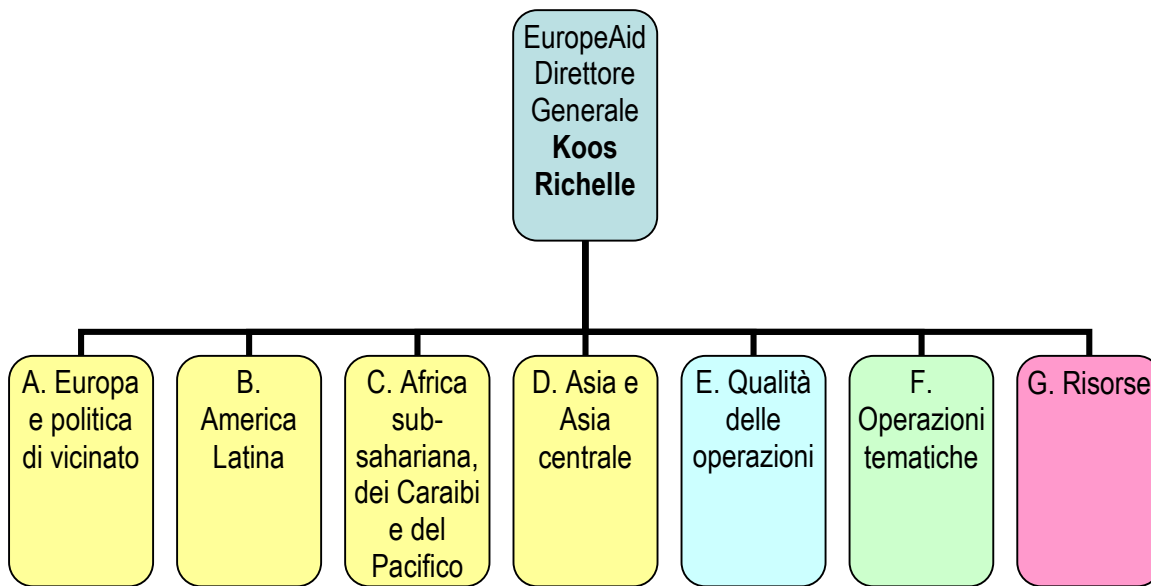 EuropeAid
Direttore
Generale
Koos
Richelle
A. Europa
e politica
di vicinato
B.
America
Latina
C. Africa
sub-
sahariana,
dei Caraibi
e del
Pacifico
D. Asia e
Asia
centrale
E. Qualità
delle
operazioni
F.
Operazioni
tematiche
G. Risorse